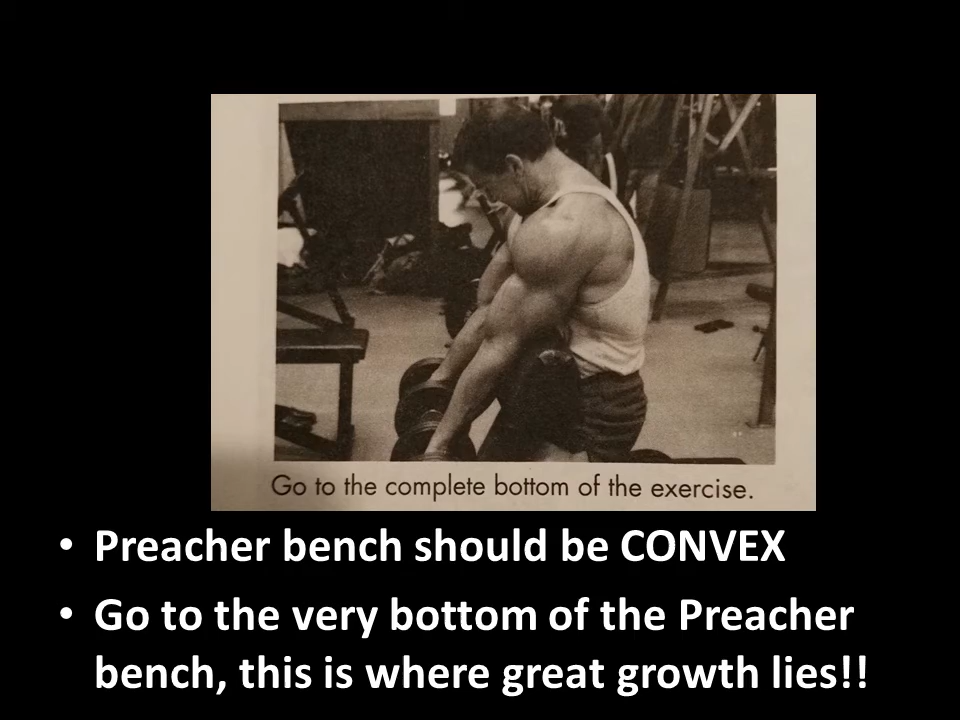 Go to the complete bottom of the exercise.
• Preacher bench should be CONVEX
• Go to the very bottom of the Preacher
bench, this is where great growth lies!!